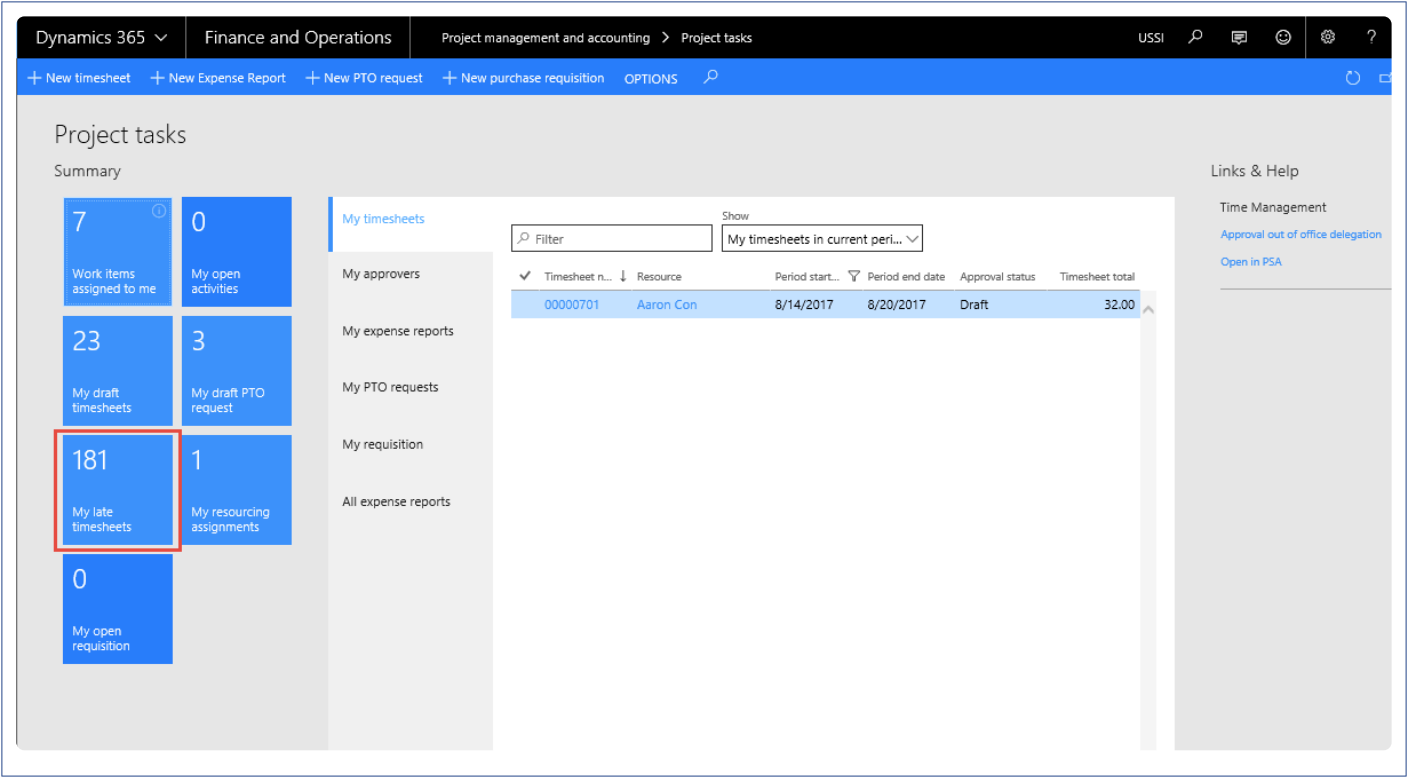 Dynamics 365
Finance and Operations
Project management and accounting > Project tasks
USSI
?
+ New timesheet
+ New Expense Report
+ New PTO request
+ New purchase requisition
OPTIONS
Project tasks
Summary
7
Work items
assigned to me
0
My open
activities
23
My draft
timesheets
3
My draft PTO
request
181
My late
timesheets
1
My resourcing
assignments
0
My open
requisition
My timesheets
My approvers
My expense reports
My PTO requests
My requisition
All expense reports
Show
Filter
My timesheets in current peri...
Timesheet n... ↓ Resource Period start... Period end date Approval status Timesheet total
00000701 Aaron Con 8/14/2017 8/20/2017 Draft 32.00
Links & Help
Time Management
Approval out of office delegation
Open in PSA